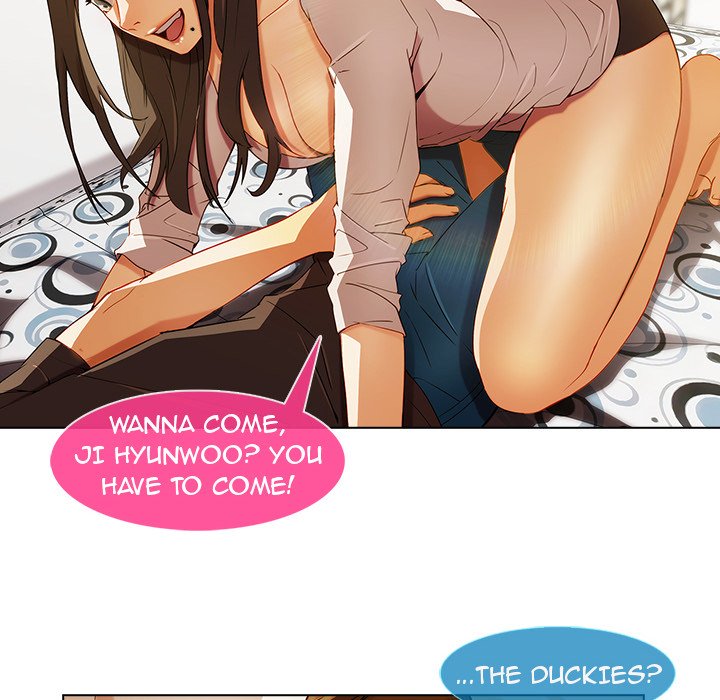 WANNA COME,
JI HYUNWOO? YOU
HAVE TO COME!
...THE DUCKIES?